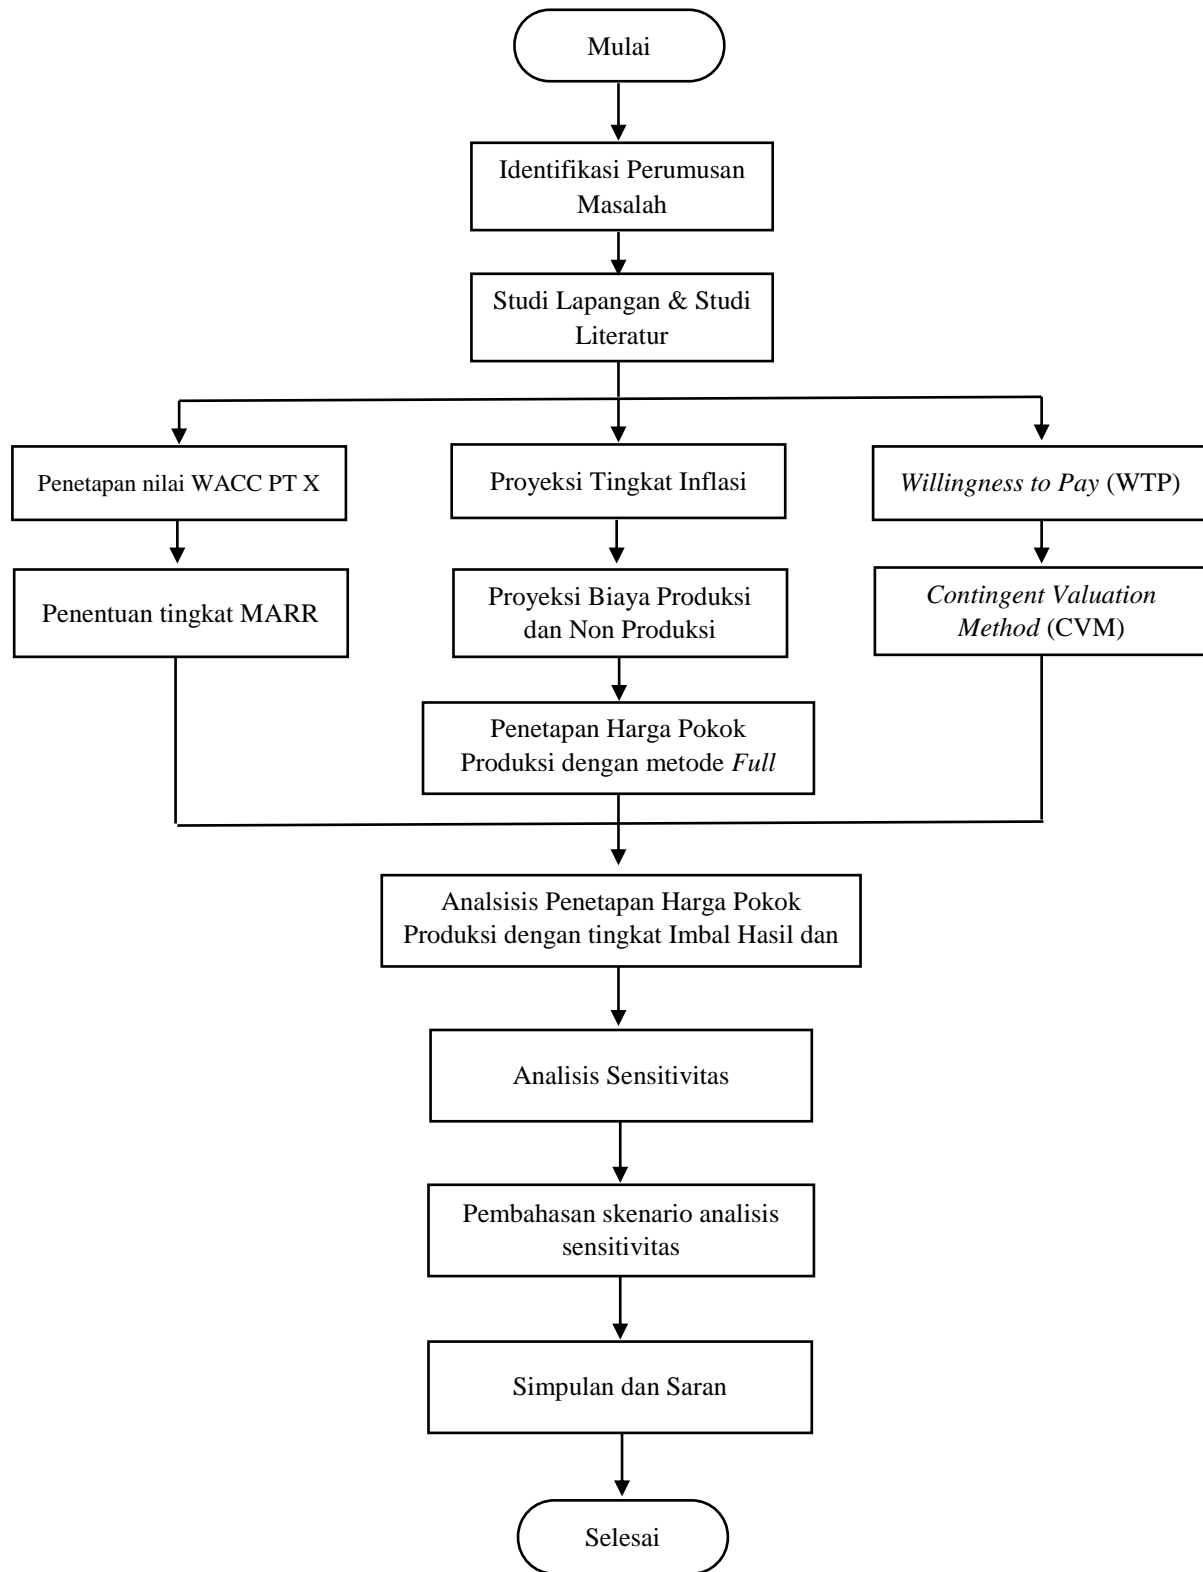 Mulai
Identifikasi Perumusan
Masalah
Studi Lapangan & Studi
Literatur
Penetapan nilai WACC PT X
Proyeksi Tingkat Inflasi
Willingness to Pay (WTP)
Penentuan tingkat MARR
Proyeksi Biaya Produksi
dan Non Produksi
Contingent Valuation
Method (CVM)
Penetapan Harga Pokok
Produksi dengan metode Full
Analsisis Penetapan Harga Pokok
Produksi dengan tingkat Imbal Hasil dan
Analisis Sensitivitas
Pembahasan skenario analisis
sensitivitas
Simpulan dan Saran
Selesai